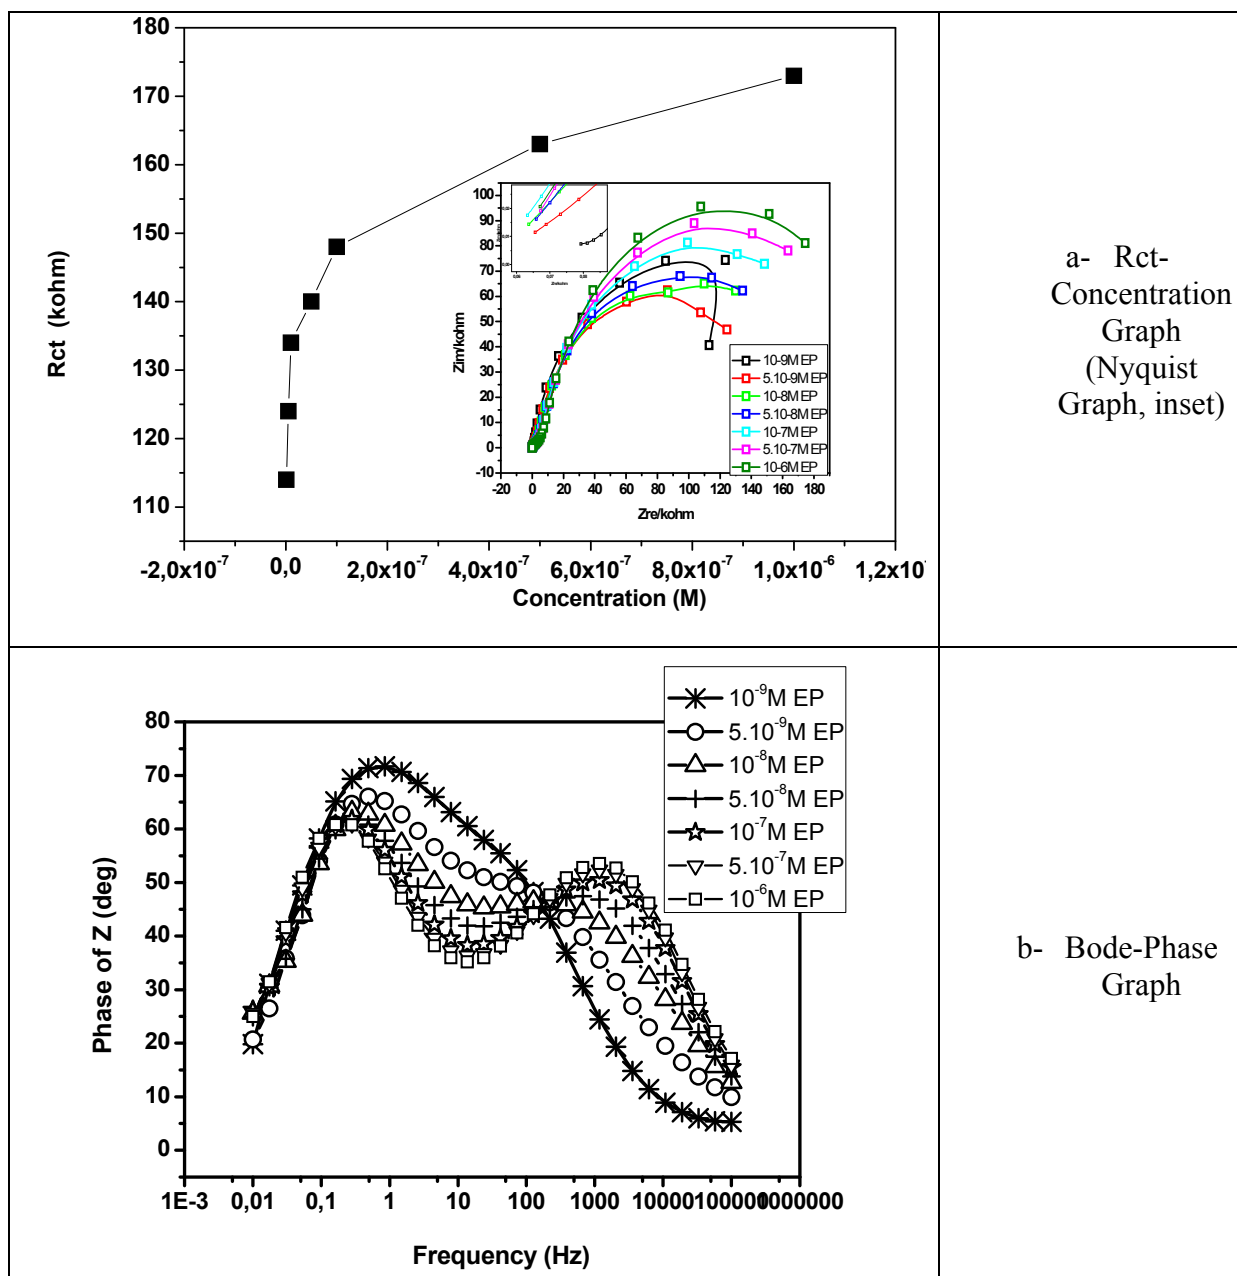 180
170
160
150
140
130
120
110
Rct (kohm)
-2,0x10-7
0,0
2,0x10-7
4,0x10-7
6,0x10-7
8,0x10-7
1,0x10-6
1,2x10-
Concentration (M)
100
90
80
70
60
50
40
30
20
10
0
-10
Zim/kohm
-20
0
20
40
60
80
100
120
140
160
180
Zre/kohm
10-9M EP
5.10-9M EP
10-8M EP
5.10-8M EP
10-7M EP
5.10-7M EP
10-6M EP
a- Rct-
Concentration
Graph
(Nyquist
Graph, inset)
80
70
60
50
40
30
20
10
0
Phase of Z (deg)
1E-3
0,01
0,1
1
10
100
1000
10000
100000
1000000
Frequency (Hz)
10-9M EP
5.10-9M EP
10-8M EP
5.10-8M EP
10-7M EP
5.10-7M EP
10-6M EP
b- Bode-Phase
Graph